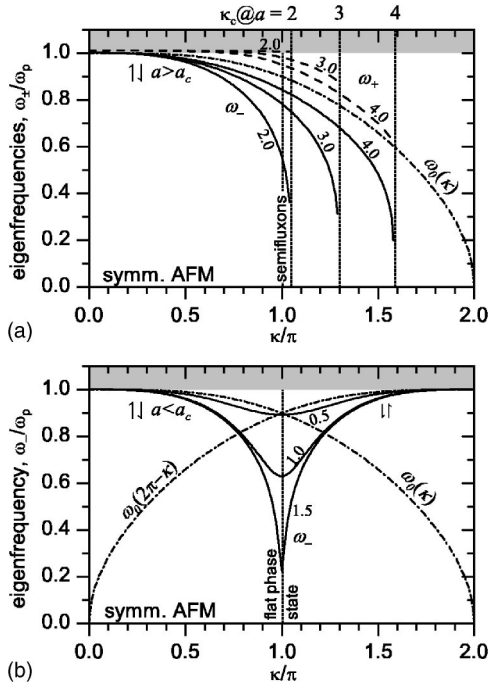 κc@a = 2 3 4
eigenfrequencies, ω±/ωp
1.0
0.8
0.6
0.4
0.2
0.0
⇅ a>ac
2.0
3.0
4.0
ω+
ω−
2.0
3.0
4.0
ω0(κ)
semifluxons
symm. AFM
0.0 0.5 1.0 1.5 2.0
κ/π
(a)
eigenfrequency, ω−/ωp
1.0
0.8
0.6
0.4
0.2
0.0
⇅ a<ac
⇵
0.5
1.0
1.5
ω−
ω0(2π-κ)
ω0(κ)
flat phase
state
symm. AFM
0.0 0.5 1.0 1.5 2.0
κ/π
(b)